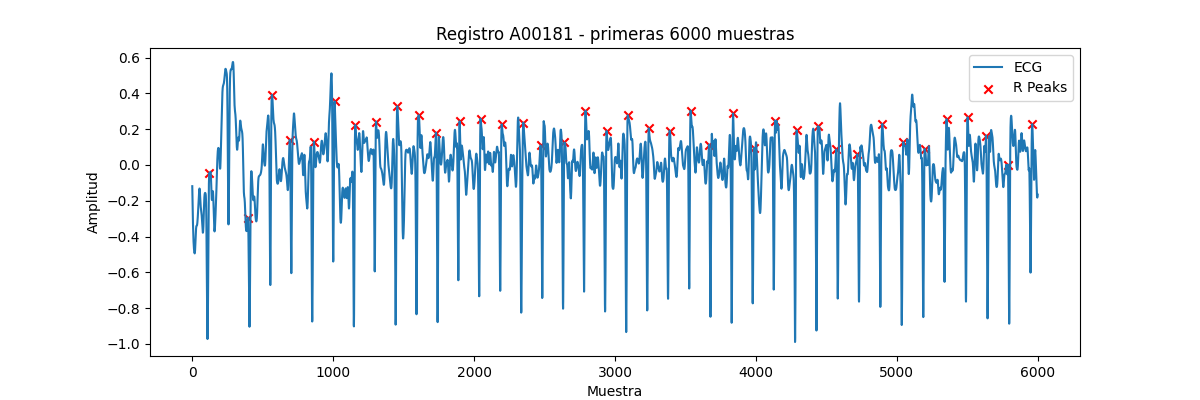 Registro A00181 - primeras 6000 muestras
ECG
R Peaks
Amplitud
0.6
0.4
0.2
0.0
−0.2
−0.4
−0.6
−0.8
−1.0
0 1000 2000 3000 4000 5000 6000
Muestra